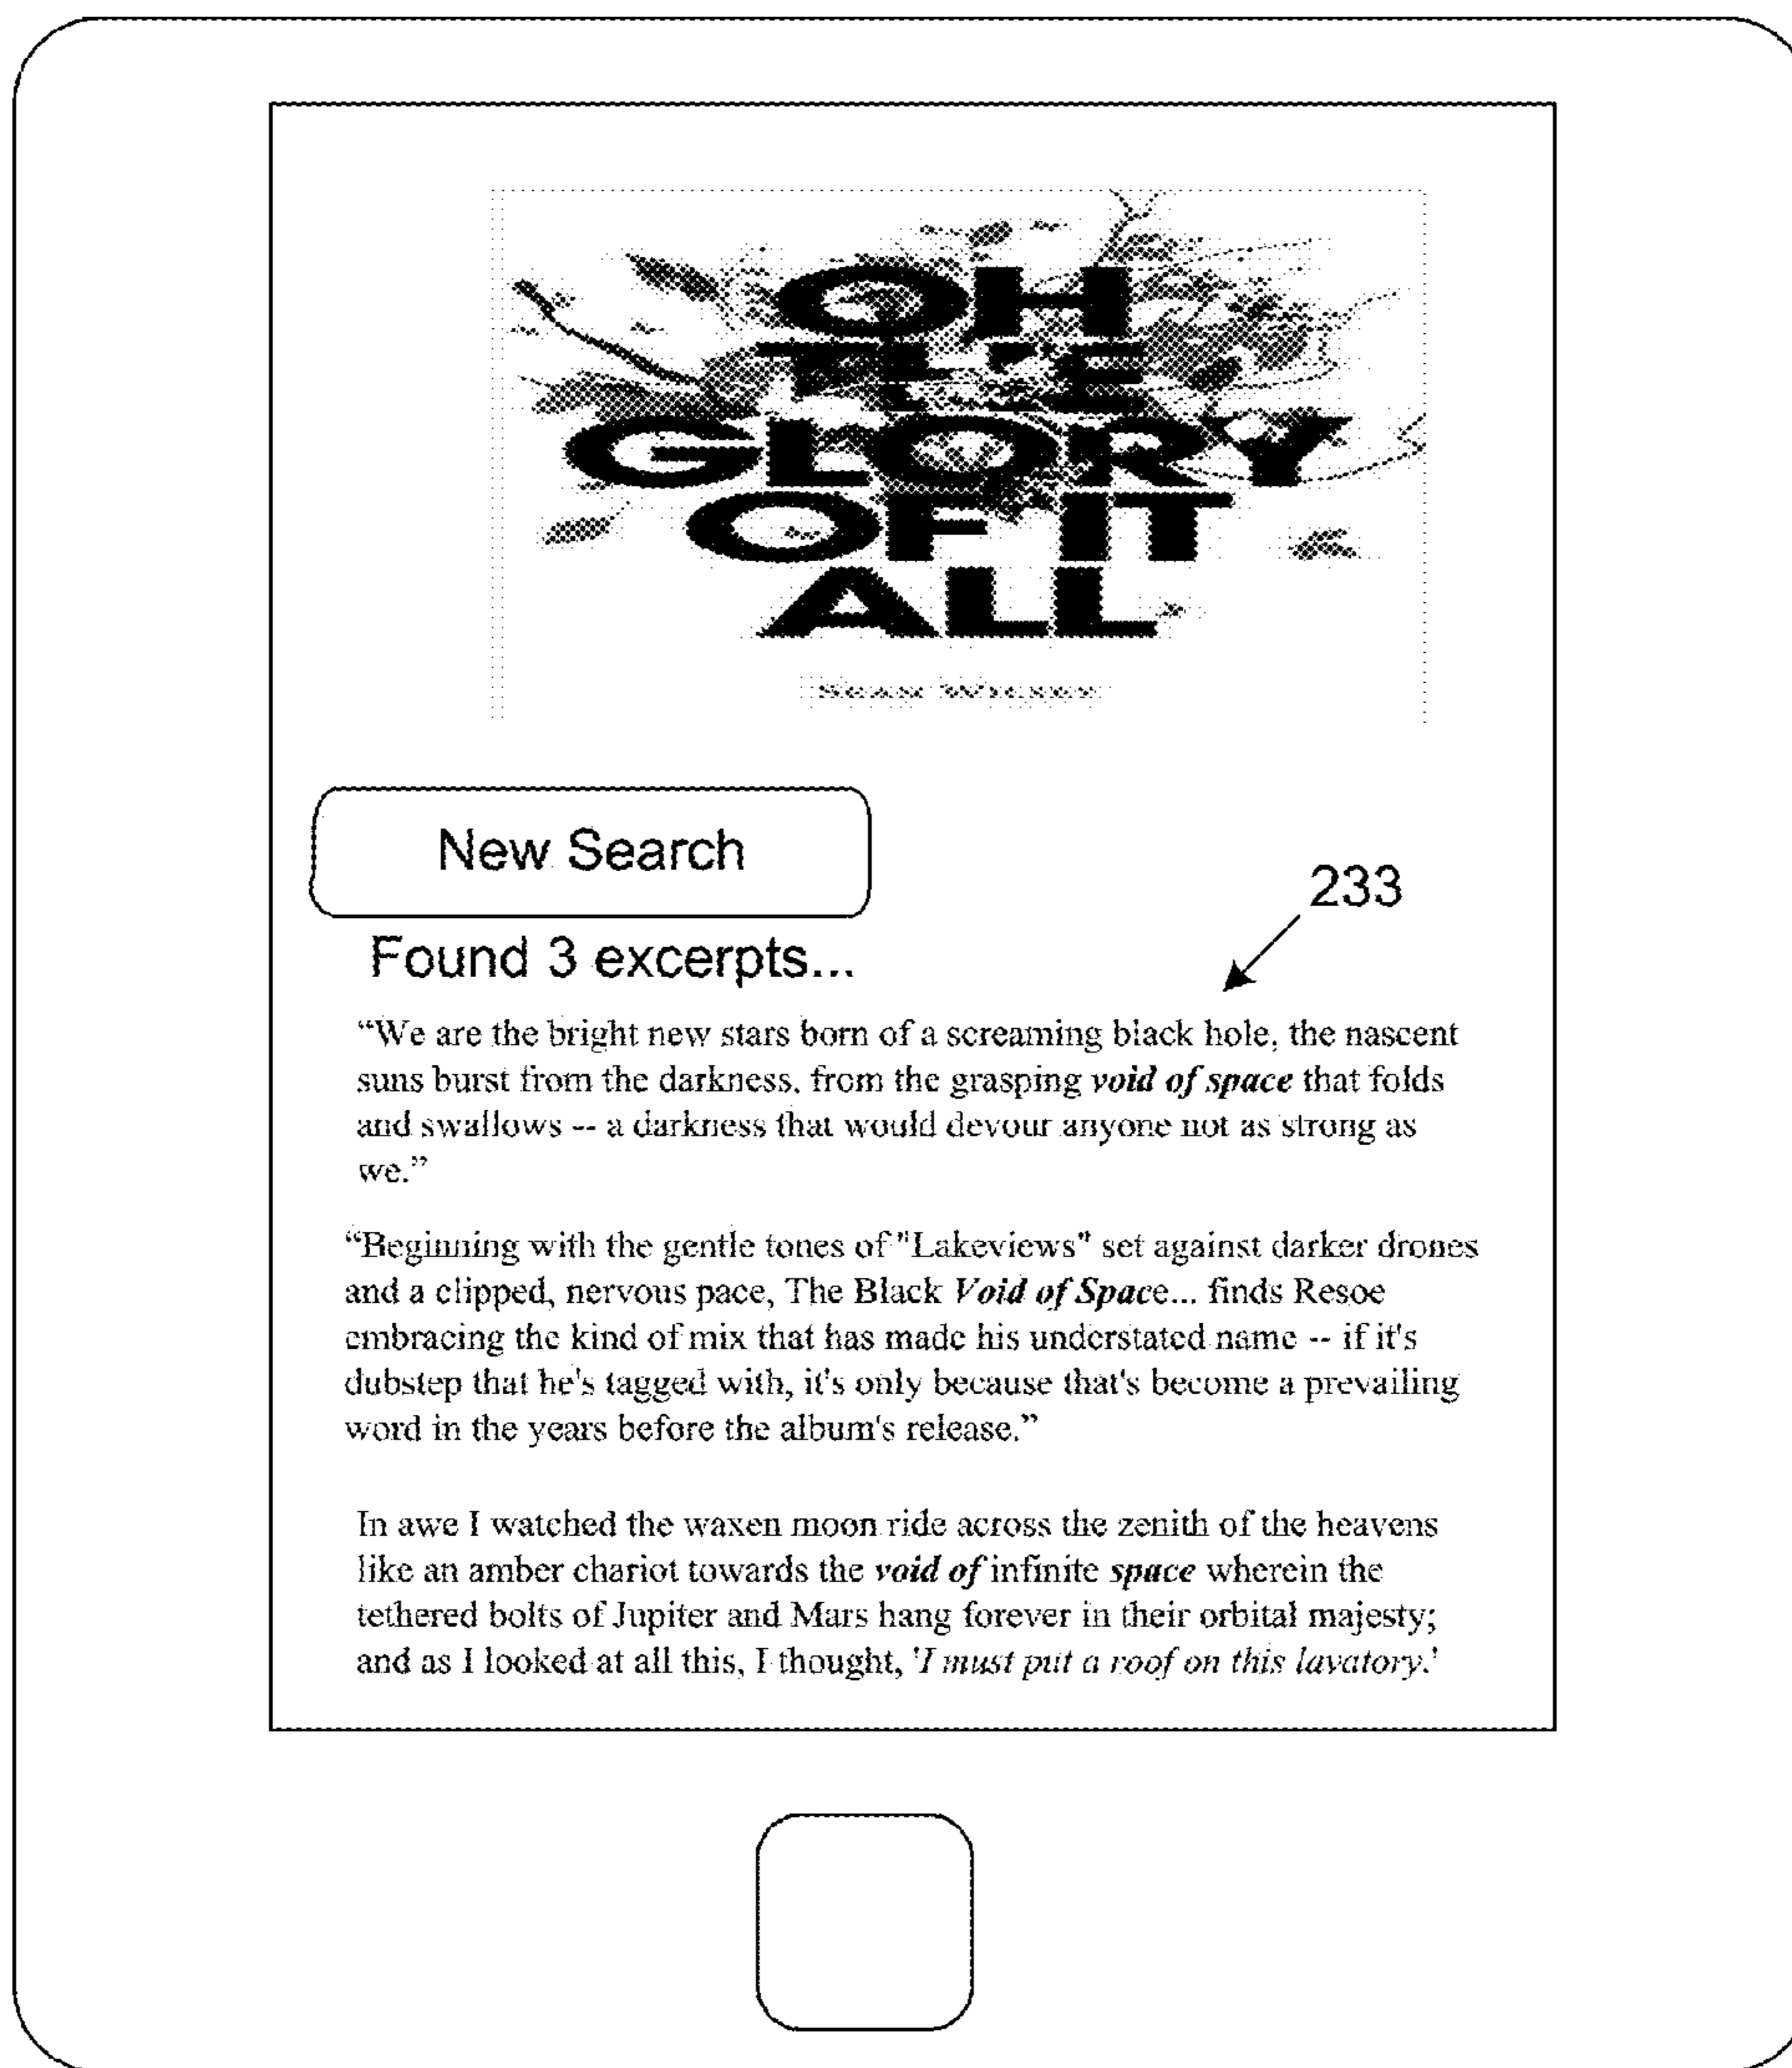 OH
THE
GLORY
OF IT
ALL
New Search
233
Found 3 excerpts...
“We are the bright new stars born of a screaming black hole, the nascent
suns burst from the darkness, from the grasping void of space that folds
and swallows -- a darkness that would devour anyone not as strong as
we.”
“Beginning with the gentle tones of "Lakeviews" set against darker drones
and a clipped, nervous pace, The Black Void of Space... finds Resoe
embracing the kind of mix that has made his understated name -- if it's
dubstep that he's tagged with, it's only because that's become a prevailing
word in the years before the album's release.”
In awe I watched the waxen moon ride across the zenith of the heavens
like an amber chariot towards the void of infinite space wherein the
tethered bolts of Jupiter and Mars hang forever in their orbital majesty;
and as I looked at all this, I thought, 'I must put a roof on this lavatory.'